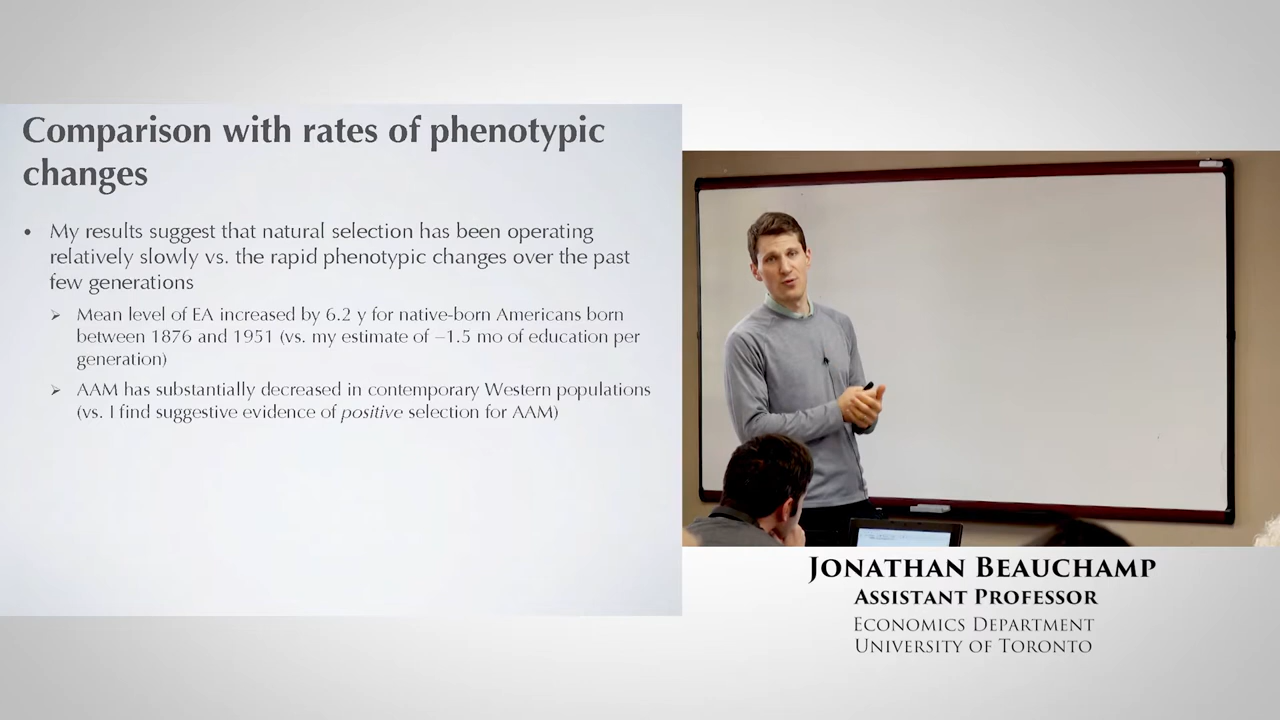 Comparison with rates of phenotypic
changes
• My results suggest that natural selection has been operating
relatively slowly vs. the rapid phenotypic changes over the past
few generations
➢ Mean level of EA increased by 6.2 y for native-born Americans born
between 1876 and 1951 (vs. my estimate of –1.5 mo of education per
generation)
➢ AAM has substantially decreased in contemporary Western populations
(vs. I find suggestive evidence of positive selection for AAM)
Jonathan Beauchamp
Assistant Professor
Economics Department
University of Toronto